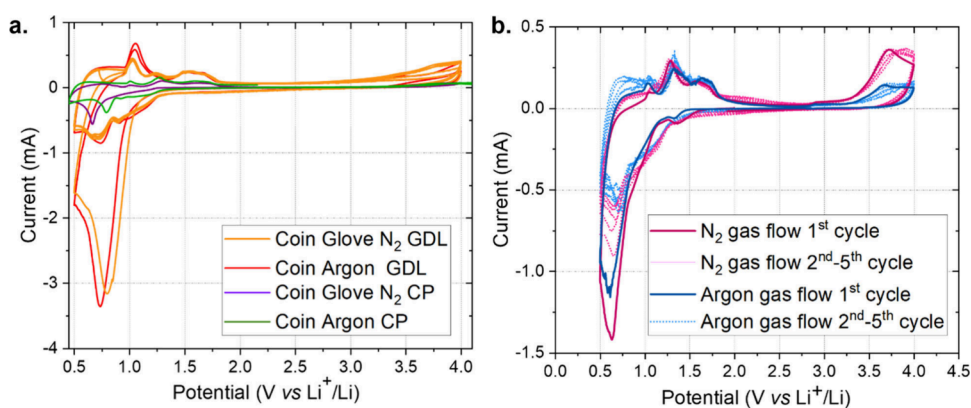 a.
Current (mA)
1
0
-1
-2
-3
-4
0.5 1.0 1.5 2.0 2.5 3.0 3.5 4.0
Potential (V vs Li⁺/Li)
Coin Glove N₂ GDL
Coin Argon GDL
Coin Glove N₂ CP
Coin Argon CP
b.
Current (mA)
0.5
0.0
-0.5
-1.0
-1.5
0.0 0.5 1.0 1.5 2.0 2.5 3.0 3.5 4.0 4.5
Potential (V vs Li⁺/Li)
N₂ gas flow 1ˢᵗ cycle
N₂ gas flow 2ⁿᵈ-5ᵗʰ cycle
Argon gas flow 1ˢᵗ cycle
Argon gas flow 2ⁿᵈ-5ᵗʰ cycle